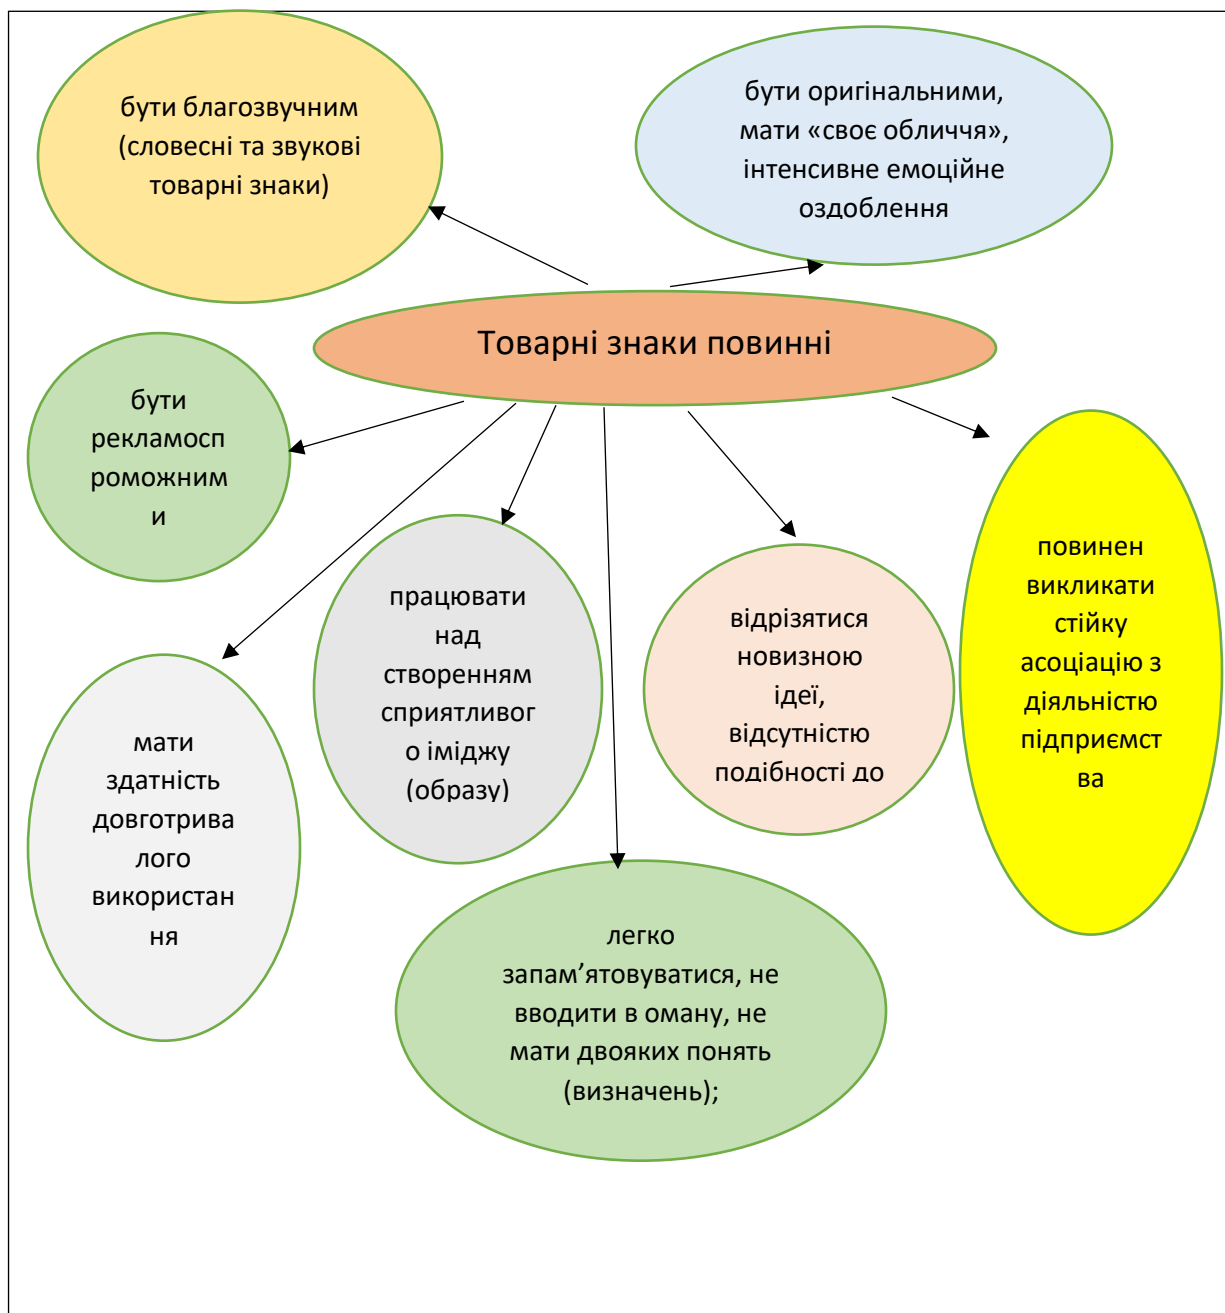 бути благозвучним
(словесні та звукові
товарні знаки)
бути оригінальними,
мати «своє обличчя»,
інтенсивне емоційне
оздоблення
Товарні знаки повинні
бути
рекламосп
роможним
и
повинен
викликати
стійку
асоціацію з
діяльністю
підприємст
ва
працювати
над
створенням
сприятливог
о іміджу
(образу)
відрізятися
новизною
ідеї,
відсутністю
подібності до
мати
здатність
довготрива
лого
використан
ня
легко
запам’ятовуватися, не
вводити в оману, не
мати двояких понять
(визначень);